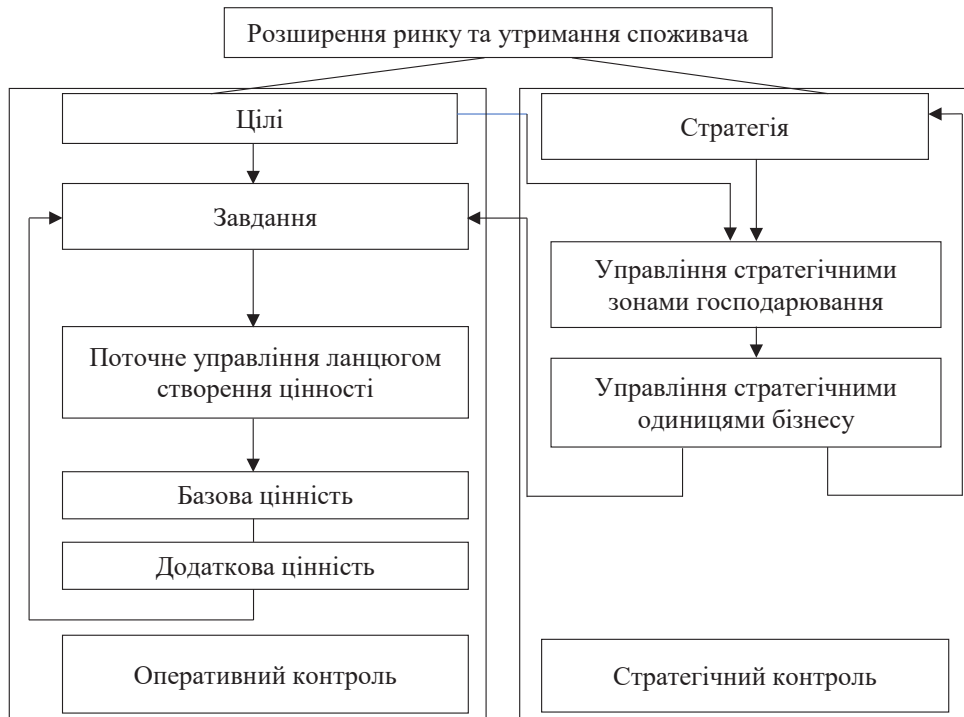 Розширення ринку та утримання споживача
Цілі
Завдання
Поточне управління ланцюгом
створення цінності
Базова цінність
Додаткова цінність
Оперативний контроль
Стратегія
Управління стратегічними
зонами господарювання
Управління стратегічними
одиницями бізнесу
Стратегічний контроль